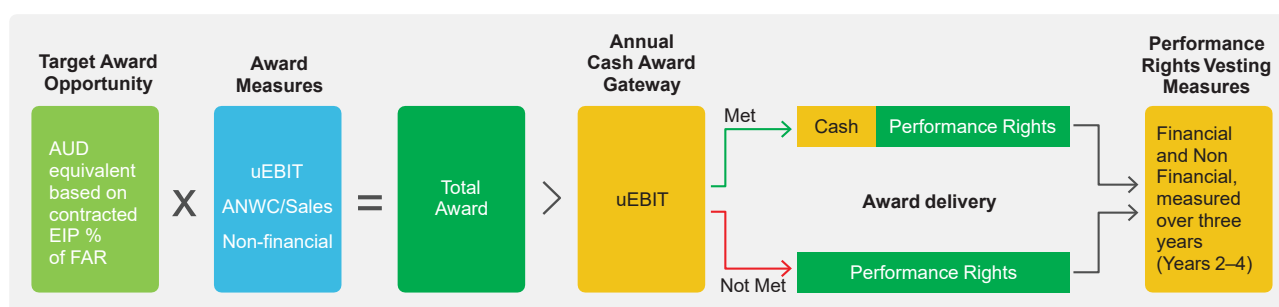 Target Award
Opportunity
AUD
equivalent
based on
contracted
EIP %
of FAR
X
Award
Measures
uEBIT
ANWC/Sales
Non-financial
=
Total
Award
>
Annual
Cash Award
Gateway
uEBIT
Met
Cash
Performance Rights
Award delivery
Not Met
Performance Rights
Performance
Rights Vesting
Measures
Financial
and Non
Financial,
measured
over three
years
(Years 2–4)